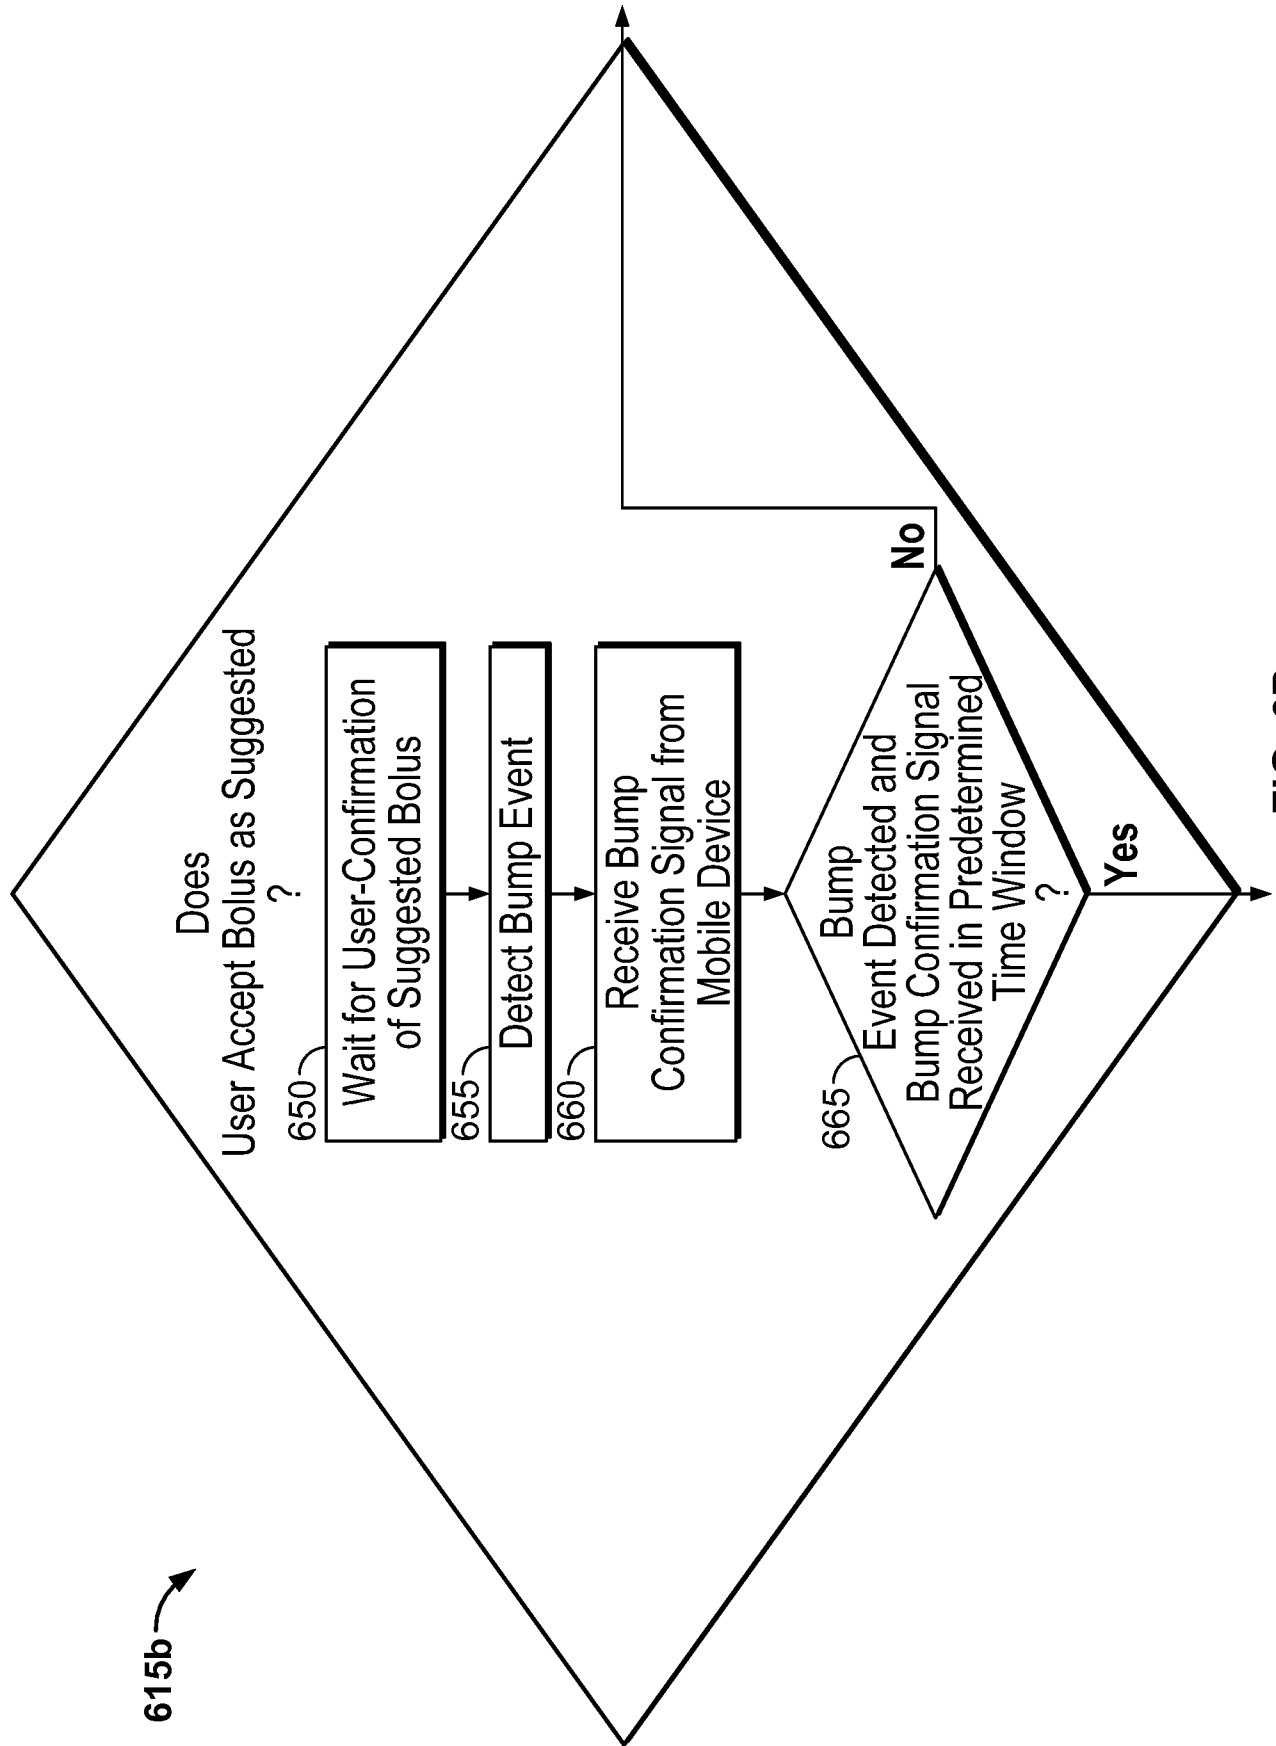 615b
Does
User Accept Bolus as Suggested
?
650
Wait for User-Confirmation
of Suggested Bolus
655
Detect Bump Event
660
Receive Bump
Confirmation Signal from
Mobile Device
665
Bump
Event Detected and
Bump Confirmation Signal
Received in Predetermined
Time Window
?
No
Yes